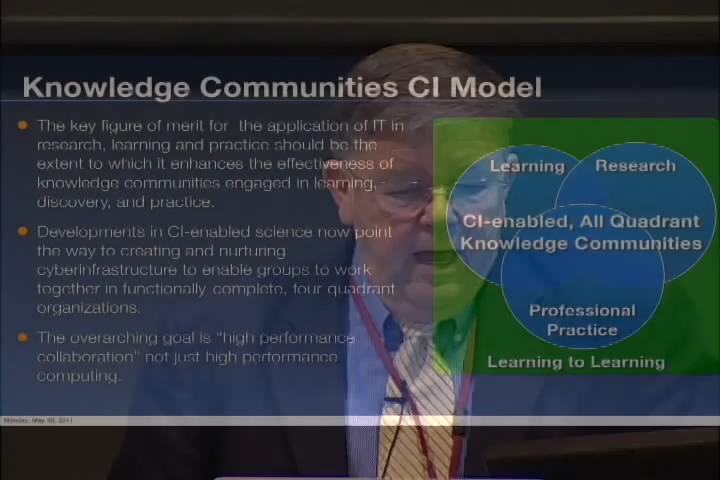 Knowledge Communities CI Model
The key figure of merit for the application of IT in
research, learning and practice should be the
extent to which it enhances the effectiveness of
knowledge communities engaged in learning,
discovery, and practice.
Developments in CI-enabled science now point
the way to creating and nurturing
cyberinfrastructure to enable groups to work
together in functionally complete, four quadrant
organizations.
The overarching goal is "high performance
collaboration" not just high performance
computing.
Learning
Research
CI-enabled, All Quadrant
Knowledge Communities
Professional
Practice
Learning to Learning
Monday, May 30, 2011